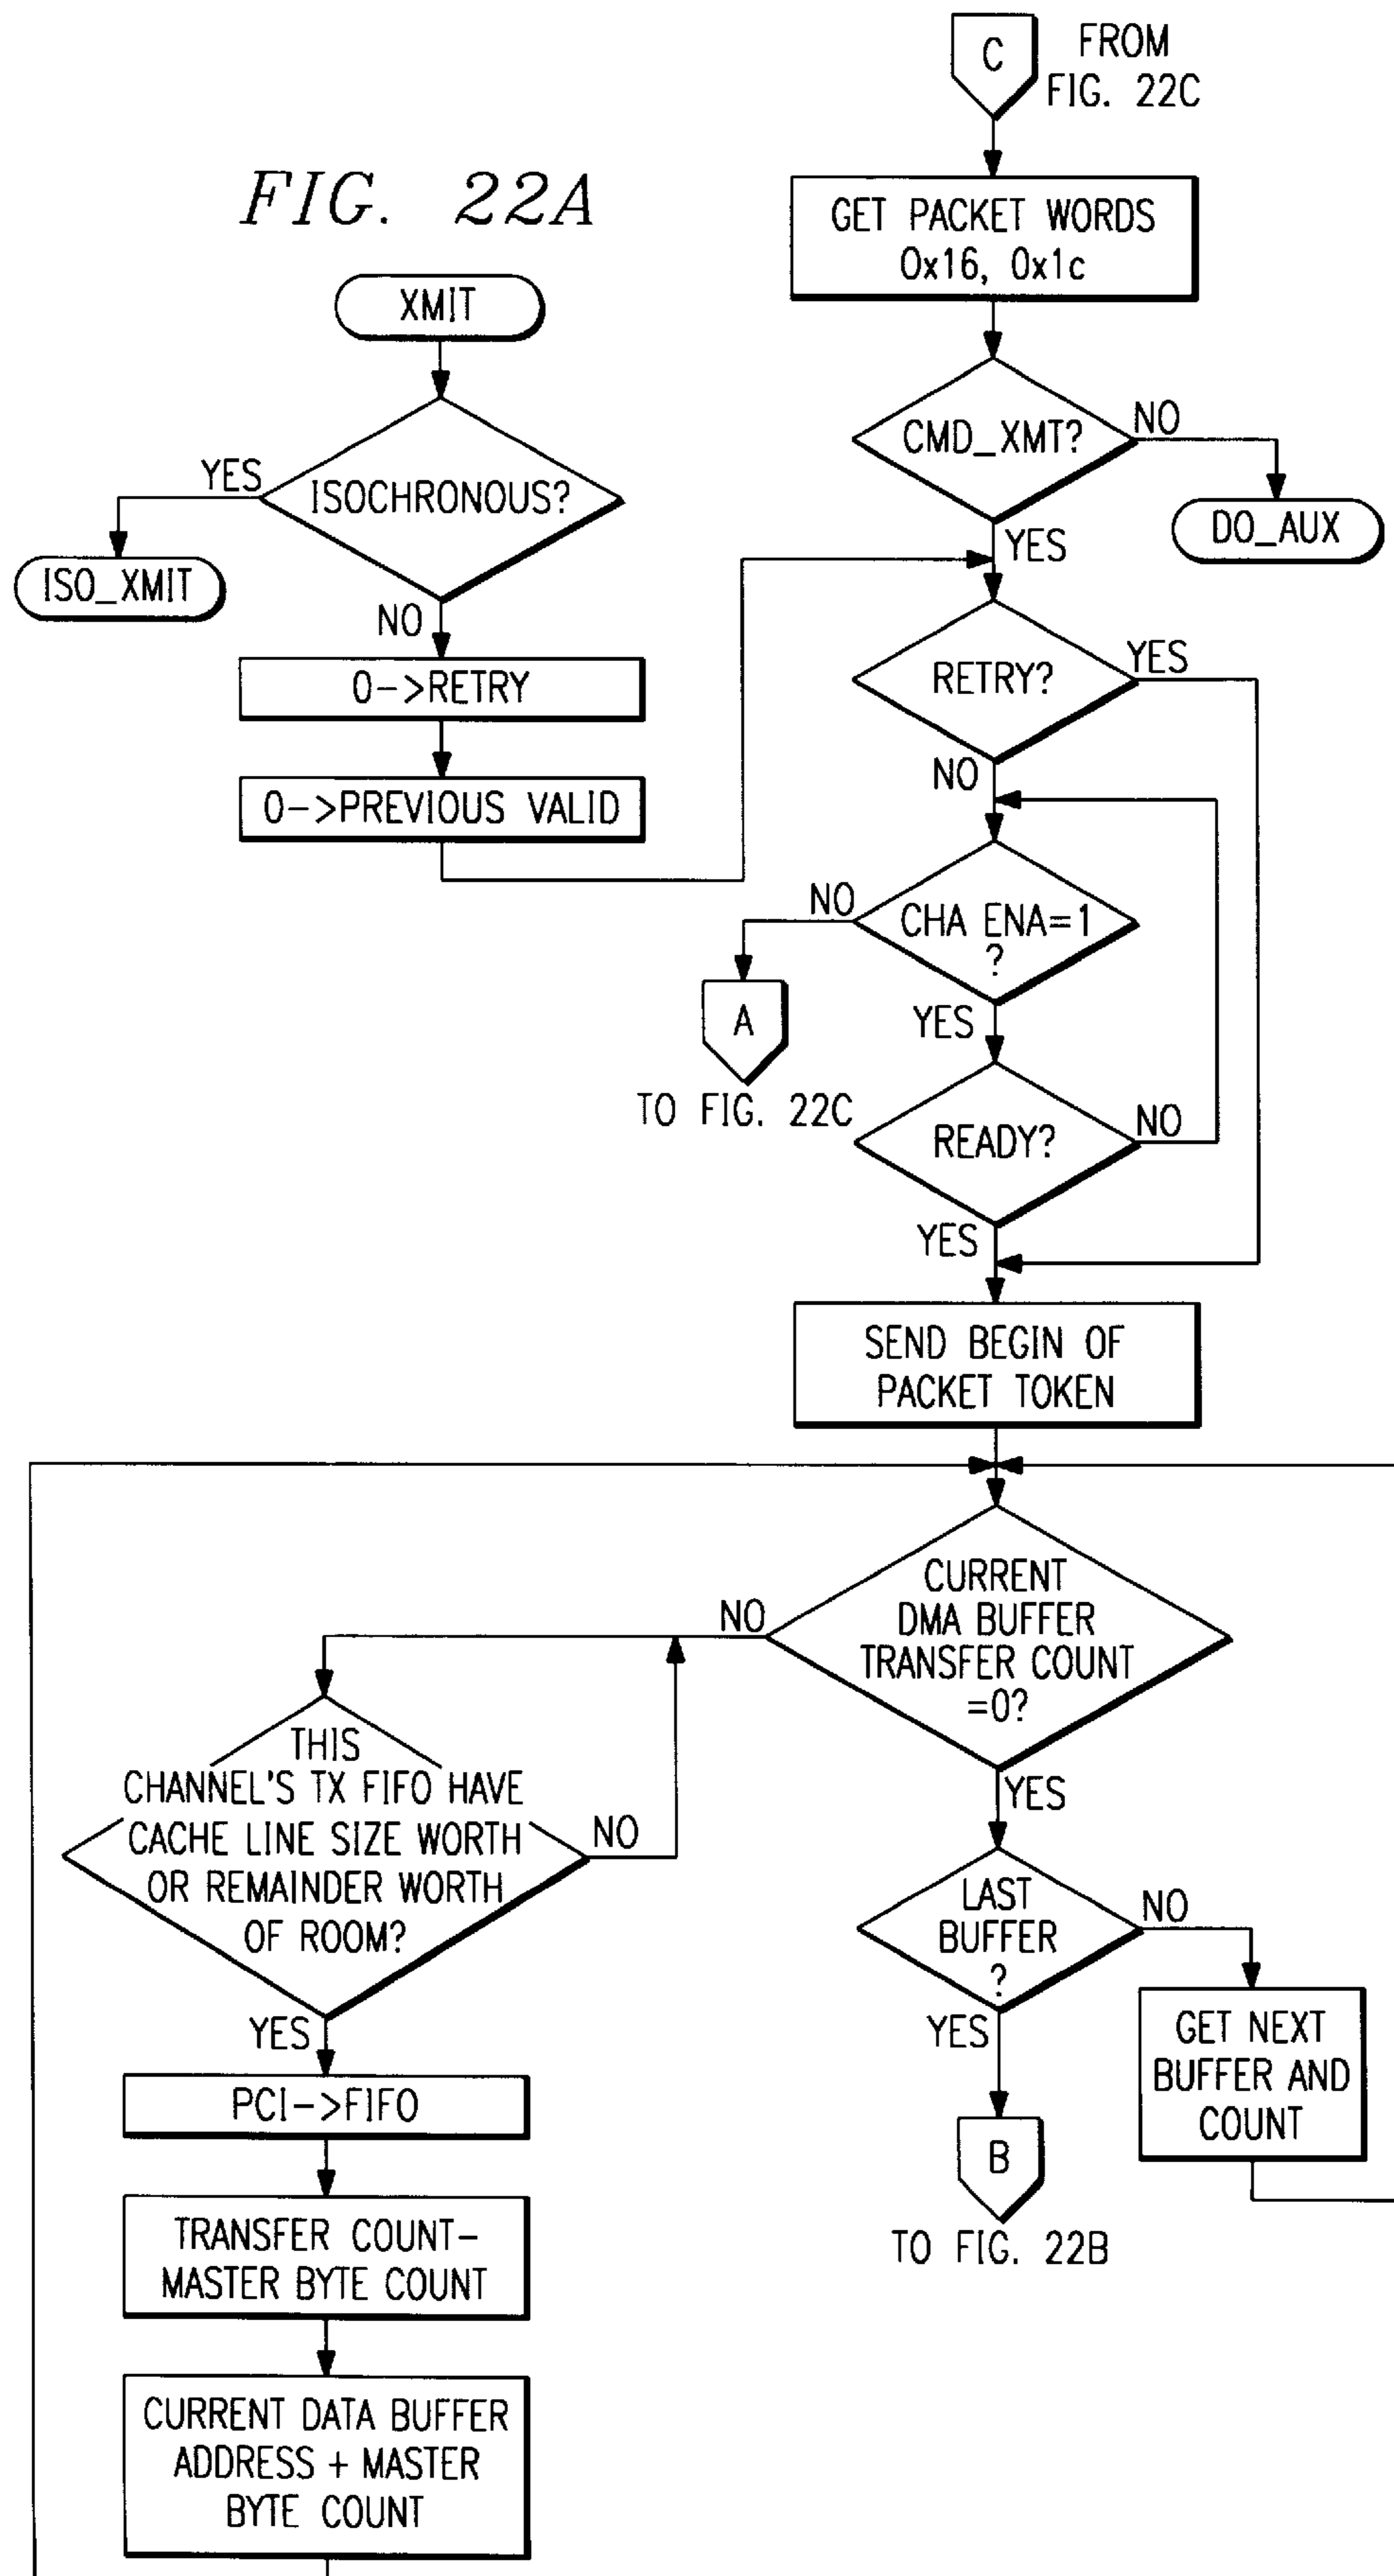 FIG. 22A
XMIT
ISOCHRONOUS?
YES
ISO_XMIT
NO
0->RETRY
0->PREVIOUS VALID
C
FROM
FIG. 22C
GET PACKET WORDS
0x16, 0x1c
CMD_XMT?
NO
DO_AUX
YES
RETRY?
YES
NO
CHA ENA=1
?
NO
A
TO FIG. 22C
YES
READY?
NO
YES
SEND BEGIN OF
PACKET TOKEN
CURRENT
DMA BUFFER
TRANSFER COUNT
=0?
NO
YES
THIS
CHANNEL'S TX FIFO HAVE
CACHE LINE SIZE WORTH
OR REMAINDER WORTH
OF ROOM?
NO
YES
PCI->FIFO
TRANSFER COUNT-
MASTER BYTE COUNT
CURRENT DATA BUFFER
ADDRESS + MASTER
BYTE COUNT
LAST
BUFFER
?
NO
YES
GET NEXT
BUFFER AND
COUNT
B
TO FIG. 22B